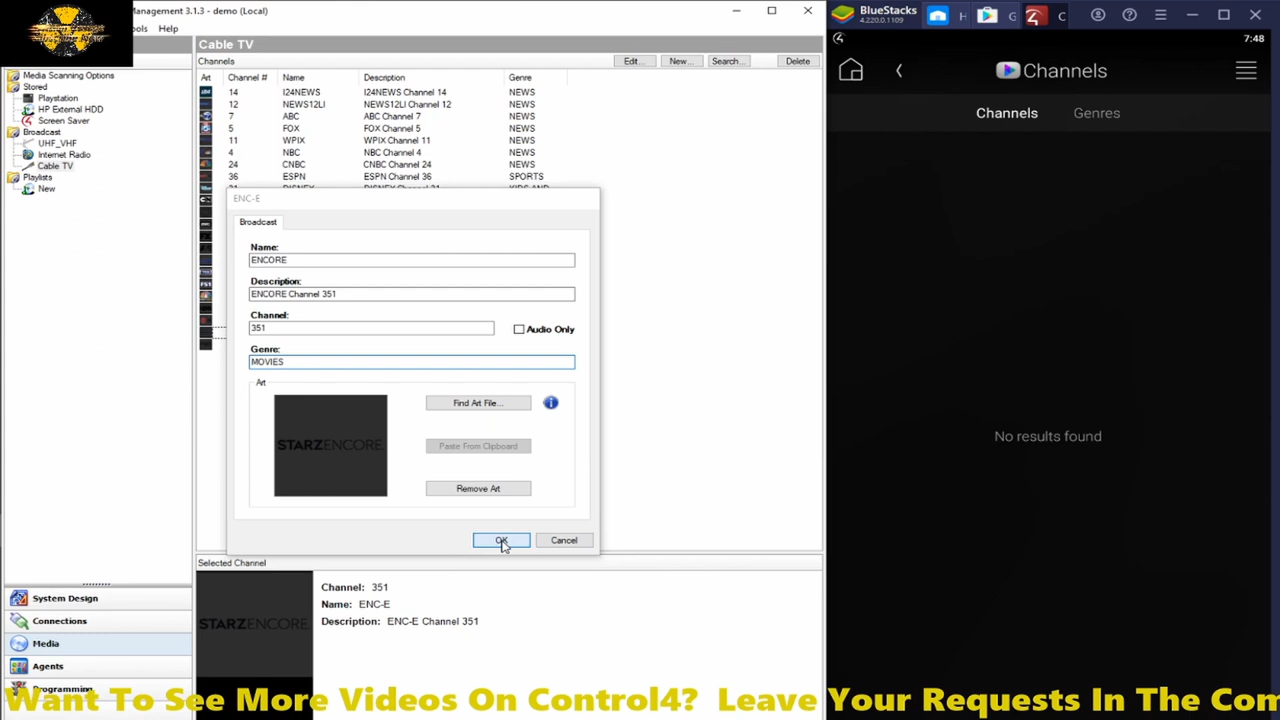 Management 3.1.3 - demo (Local)
ools Help
Media Scanning Options
Stored
Playstation
HP External HDD
Screen Saver
Broadcast
UHF_VHF
Internet Radio
Cable TV
Playlists
New
System Design
Connections
Media
Agents
Programming
Cable TV
Channels Edit... New... Search... Delete
Art Channel # Name Description Genre
14 I24NEWS I24NEWS Channel 14 NEWS
12 NEWS12LI NEWS12LI Channel 12 NEWS
7 ABC ABC Channel 7 NEWS
5 FOX FOX Channel 5 NEWS
11 WPIX WPIX Channel 11 NEWS
4 NBC NBC Channel 4 NEWS
24 CNBC CNBC Channel 24 NEWS
36 ESPN ESPN Channel 36 SPORTS
ENC-E
Broadcast
Name:
ENCORE
Description:
ENCORE Channel 351
Channel:
351
Audio Only
Genre:
MOVIES
Art
STARZENCORE
Find Art File...
Paste From Clipboard
Remove Art
OK Cancel
Selected Channel
STARZENCORE
Channel: 351
Name: ENC-E
Description: ENC-E Channel 351
BlueStacks
4.220.0.1109
H G C
7:48
Channels
Channels Genres
No results found
Want To See More Videos On Control4? Leave Your Requests In The Com